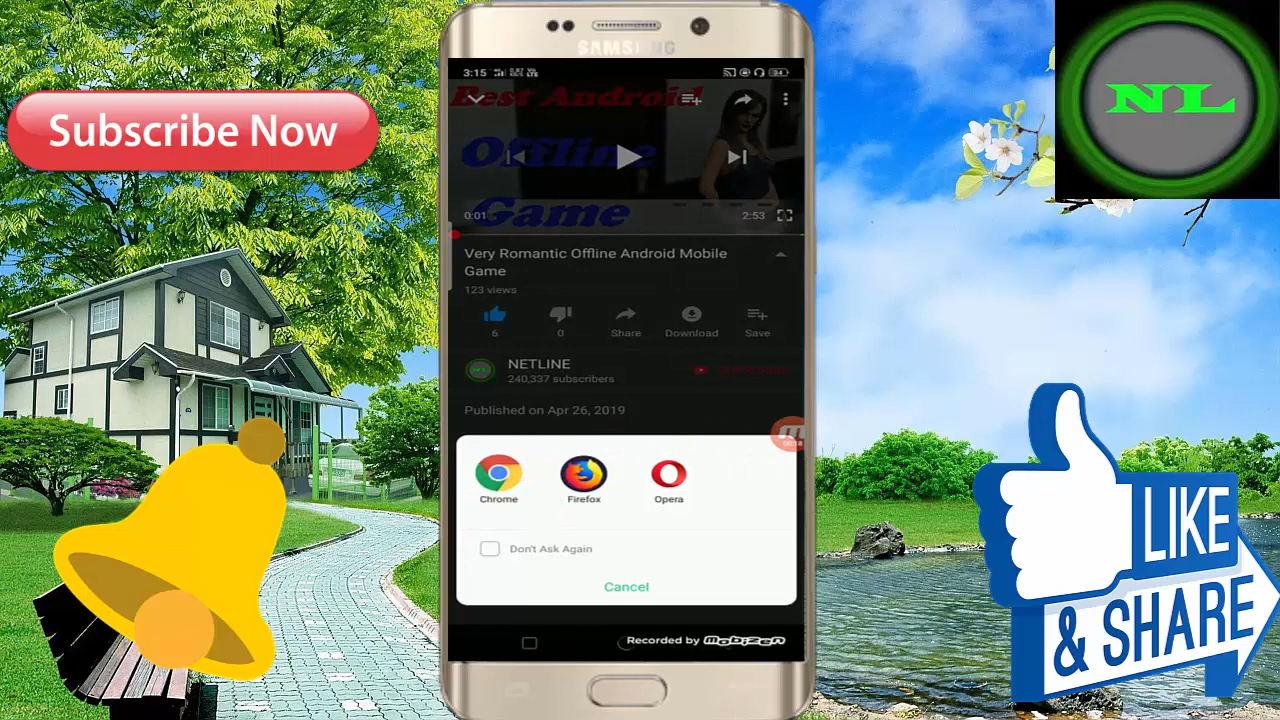 SAMSUNG
NL
Subscribe Now
3:15
Best Android
Offline
Game
0:01
2:53
Very Romantic Offline Android Mobile
Game
123 views
6
0
Share
Download
Save
NETLINE
240,337 subscribers
Published on Apr 26, 2019
Chrome
Firefox
Opera
Don't Ask Again
Cancel
Recorded by mobizen
LIKE
& SHARE